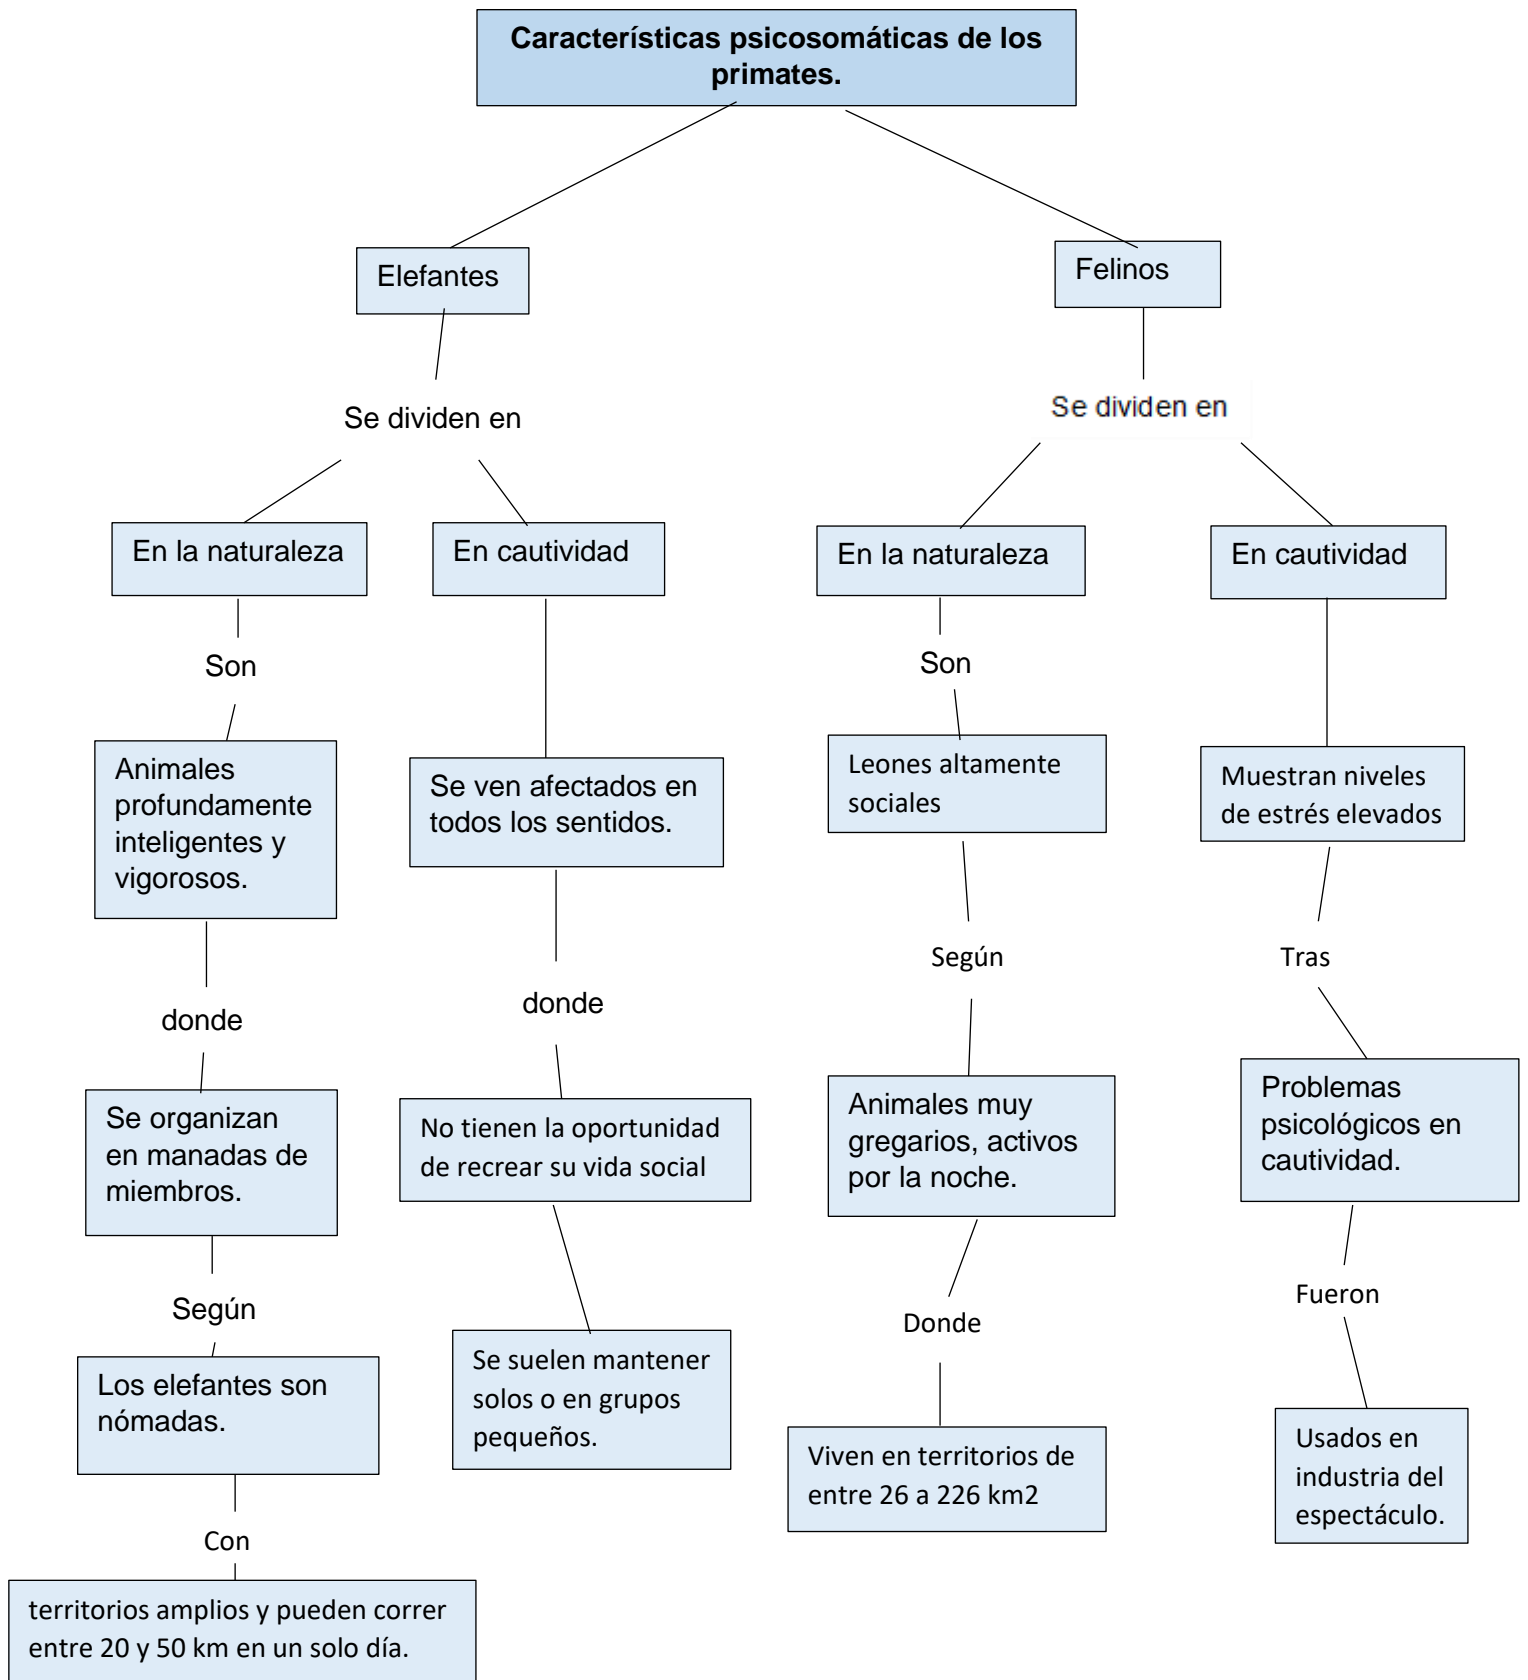 Características psicosomáticas de los
primates.
Elefantes
Felinos
Se dividen en
Se dividen en
En la naturaleza
En cautividad
En la naturaleza
En cautividad
Son
Son
Animales
profundamente
inteligentes y
vigorosos.
Se ven afectados en
todos los sentidos.
Leones altamente
sociales
Muestran niveles
de estrés elevados
donde
donde
Según
Tras
Se organizan
en manadas de
miembros.
No tienen la oportunidad
de recrear su vida social
Animales muy
gregarios, activos
por la noche.
Problemas
psicológicos en
cautividad.
Según
Donde
Fueron
Los elefantes son
nómadas.
Se suelen mantener
solos o en grupos
pequeños.
Viven en territorios de
entre 26 a 226 km2
Usados en
industria del
espectáculo.
Con
territorios amplios y pueden correr
entre 20 y 50 km en un solo día.